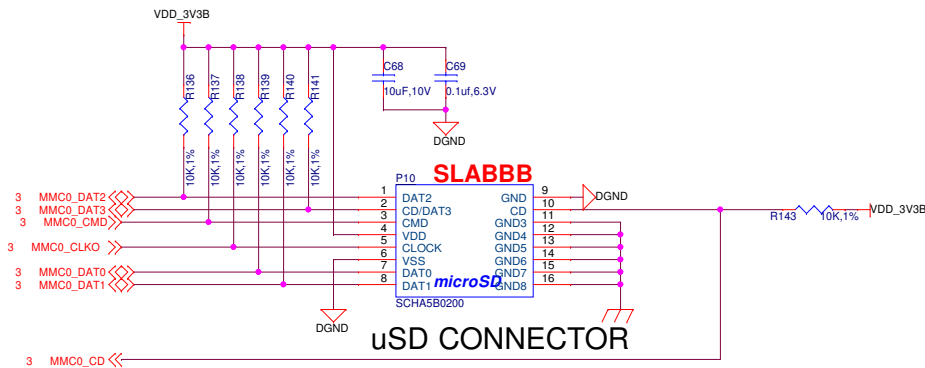 VDD_3V3B
R136
R137
R138
R139
R140
R141
C68
10uF,10V
C69
0.1uf,6.3V
DGND
10K,1%
10K,1%
10K,1%
10K,1%
10K,1%
10K,1%
P10
SLABBB
3 MMC0_DAT2
3 MMC0_DAT3
3 MMC0_CMD
3 MMC0_CLKO
3 MMC0_DAT0
3 MMC0_DAT1
1 DAT2 GND 9
2 CD/DAT3 CD 10
3 CMD GND3 11
4 VDD GND4 12
5 CLOCK GND5 13
6 VSS GND6 14
7 DAT0 GND7 15
8 DAT1 GND8 16
microSD
SCHA5B0200
DGND
R143 10K,1%
VDD_3V3B
DGND
uSD CONNECTOR
3 MMC0_CD